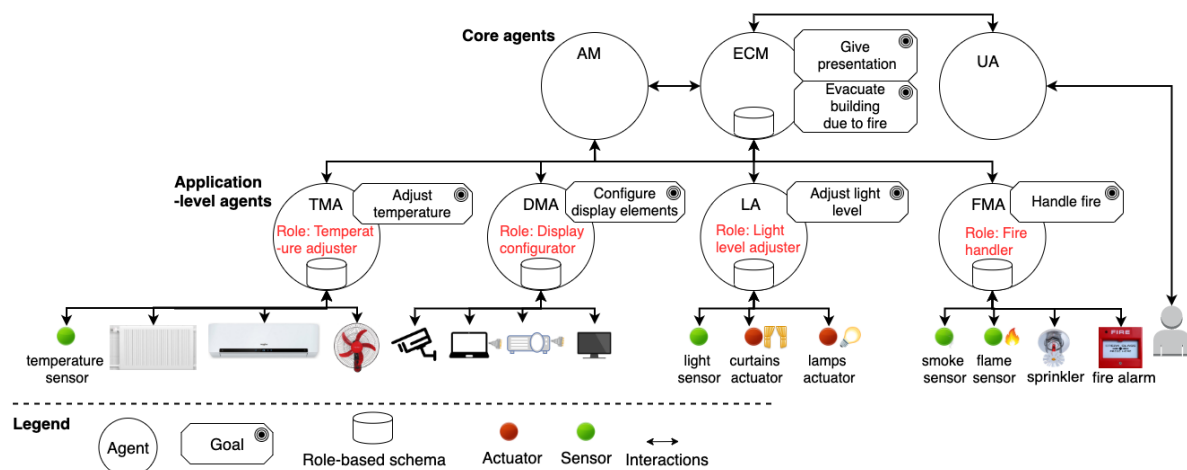 Core agents
AM
ECM
Give
presentation
Evacuate
building
due to fire
UA
Application
-level agents
TMA
Adjust
temperature
Role: Temperat
-ure adjuster
DMA
Configure
display elements
Role: Display
configurator
LA
Adjust light
level
Role: Light
level adjuster
FMA
Handle fire
Role: Fire
handler
temperature
sensor
light
sensor
curtains
actuator
lamps
actuator
smoke
sensor
flame
sensor
sprinkler
FIRE
fire alarm
Legend
Agent
Goal
Role-based schema
Actuator
Sensor
Interactions